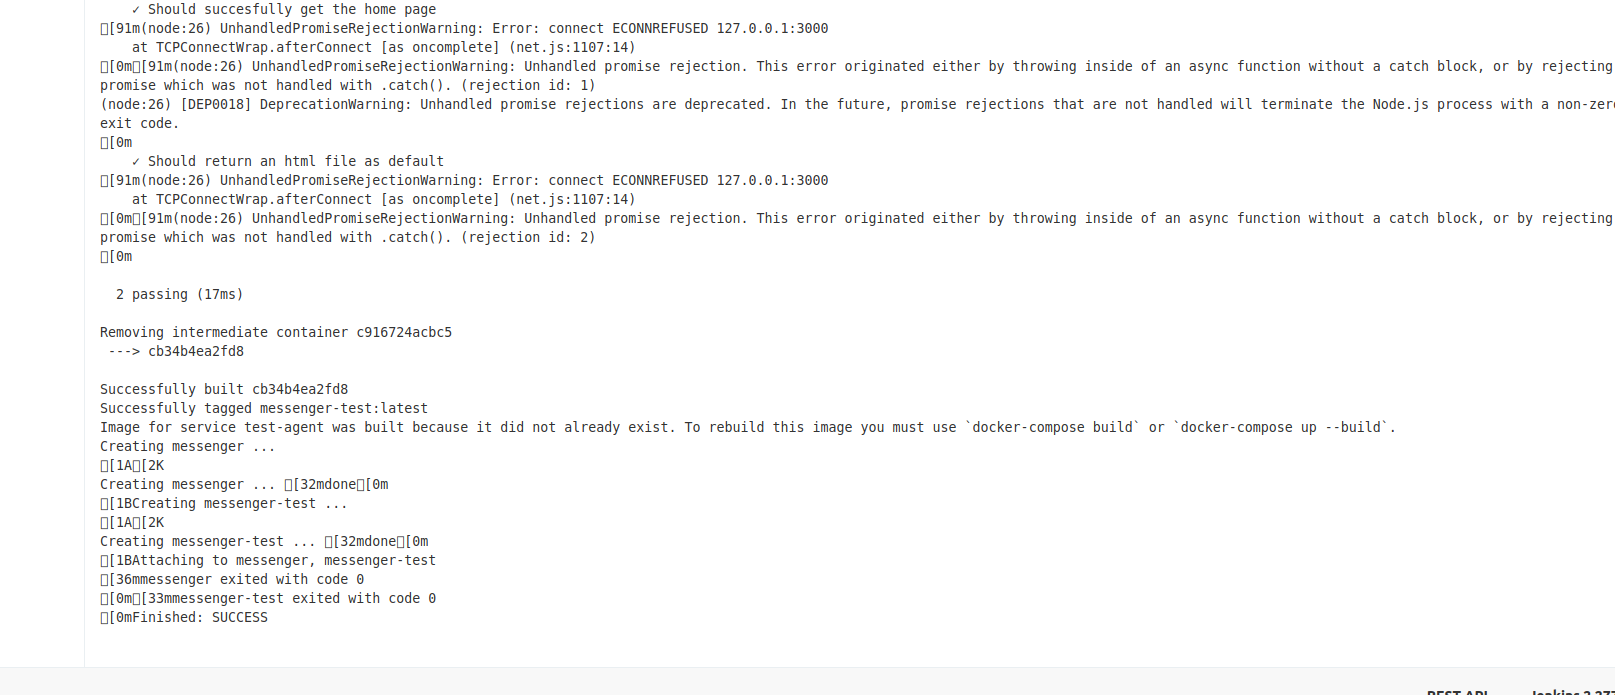 ✓ Should succesfully get the home page
□[91m(node:26) UnhandledPromiseRejectionWarning: Error: connect ECONNREFUSED 127.0.0.1:3000
at TCPConnectWrap.afterConnect [as oncomplete] (net.js:1107:14)
□[0m□[91m(node:26) UnhandledPromiseRejectionWarning: Unhandled promise rejection. This error originated either by throwing inside of an async function without a catch block, or by rejecting
promise which was not handled with .catch(). (rejection id: 1)
(node:26) [DEP0018] DeprecationWarning: Unhandled promise rejections are deprecated. In the future, promise rejections that are not handled will terminate the Node.js process with a non-zero
exit code.
□[0m
✓ Should return an html file as default
□[91m(node:26) UnhandledPromiseRejectionWarning: Error: connect ECONNREFUSED 127.0.0.1:3000
at TCPConnectWrap.afterConnect [as oncomplete] (net.js:1107:14)
□[0m□[91m(node:26) UnhandledPromiseRejectionWarning: Unhandled promise rejection. This error originated either by throwing inside of an async function without a catch block, or by rejecting
promise which was not handled with .catch(). (rejection id: 2)
□[0m
2 passing (17ms)
Removing intermediate container c916724acbc5
---> cb34b4ea2fd8
Successfully built cb34b4ea2fd8
Successfully tagged messenger-test:latest
Image for service test-agent was built because it did not already exist. To rebuild this image you must use `docker-compose build` or `docker-compose up --build`.
Creating messenger ...
□[1A□[2K
Creating messenger ... □[32mdone□[0m
□[1BCreating messenger-test ...
□[1A□[2K
Creating messenger-test ... □[32mdone□[0m
□[1BAttaching to messenger, messenger-test
□[36mmessenger exited with code 0
□[0m□[33mmessenger-test exited with code 0
□[0mFinished: SUCCESS
REST API Jenkins